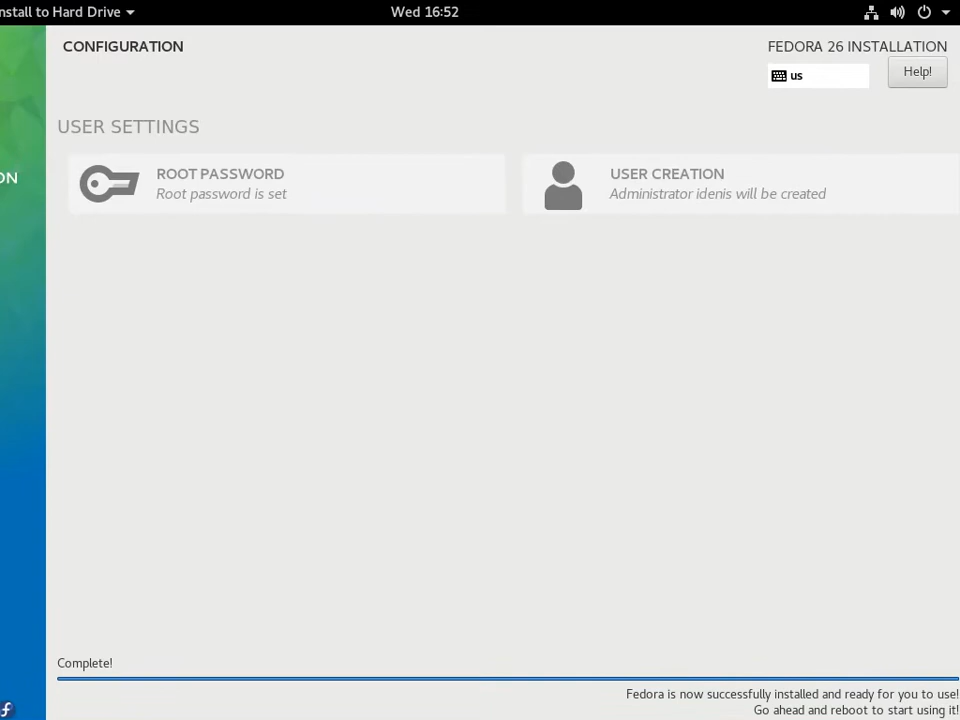 nstall to Hard Drive
Wed 16:52
CONFIGURATION
FEDORA 26 INSTALLATION
us
Help!
USER SETTINGS
ON
ROOT PASSWORD
Root password is set
USER CREATION
Administrator idenis will be created
Complete!
Fedora is now successfully installed and ready for you to use!
Go ahead and reboot to start using it!